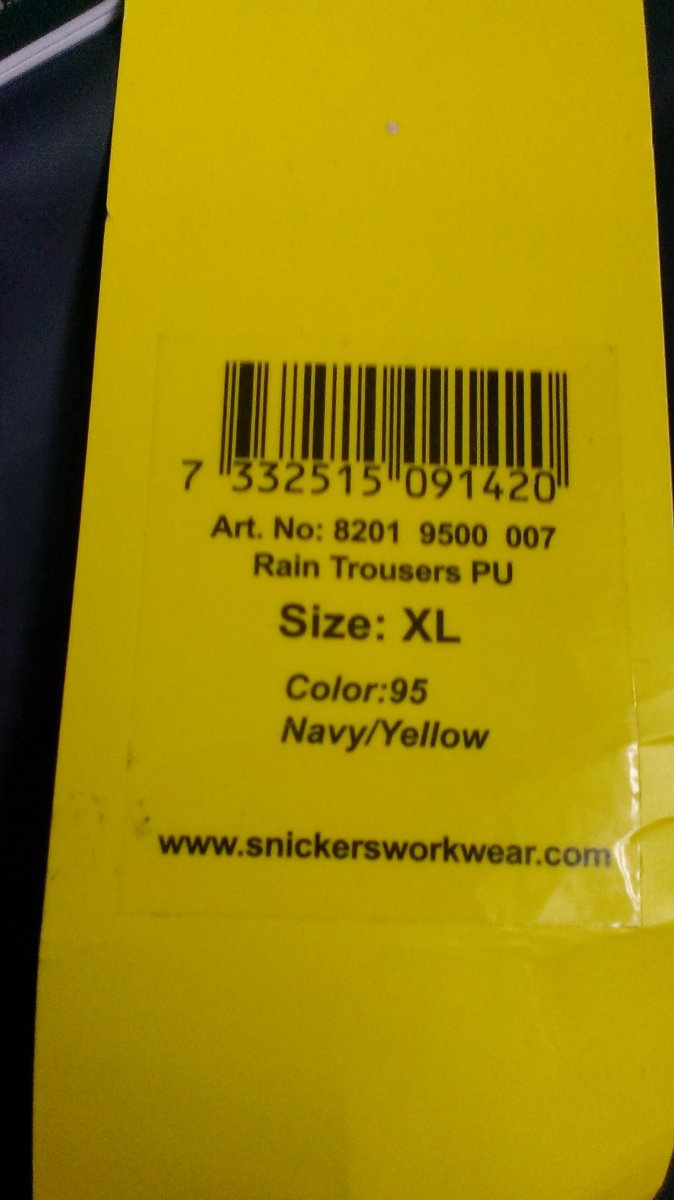 7 332515 091420
Art. No: 8201 9500 007
Rain Trousers PU
Size: XL
Color:95
Navy/Yellow
www.snickersworkwear.com